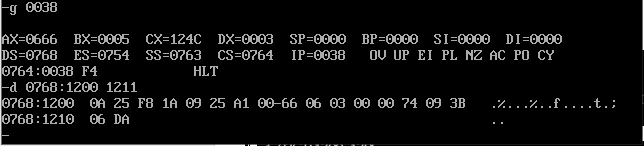 -g 0038
AX=0666 BX=0005 CX=124C DX=0003 SP=0000 BP=0000 SI=0000 DI=0000
DS=0768 ES=0754 SS=0763 CS=0764 IP=0038 OV UP EI PL NZ AC PO CY
0764:0038 F4 HLT
-d 0768:1200 1211
0768:1200 0A 25 F8 1A 09 25 A1 00-66 06 03 00 00 74 09 3B .%...%..f....t.;
0768:1210 06 DA ..
-